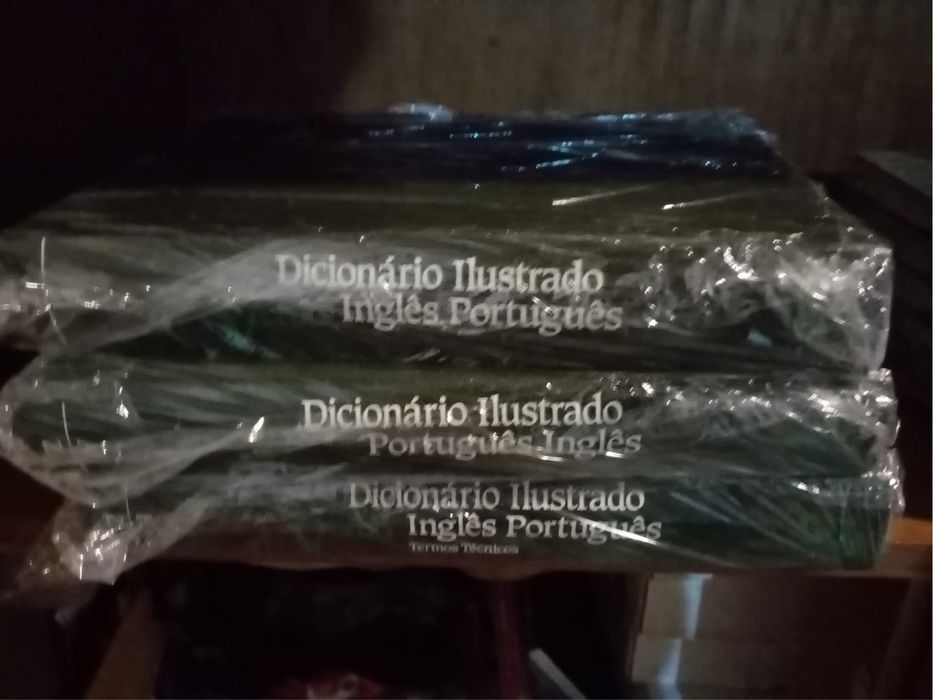 Dicionário Ilustrado
Inglês Português
Dicionário Ilustrado
Português Inglês
Dicionário Ilustrado
Inglês Português
Termos Técnicos